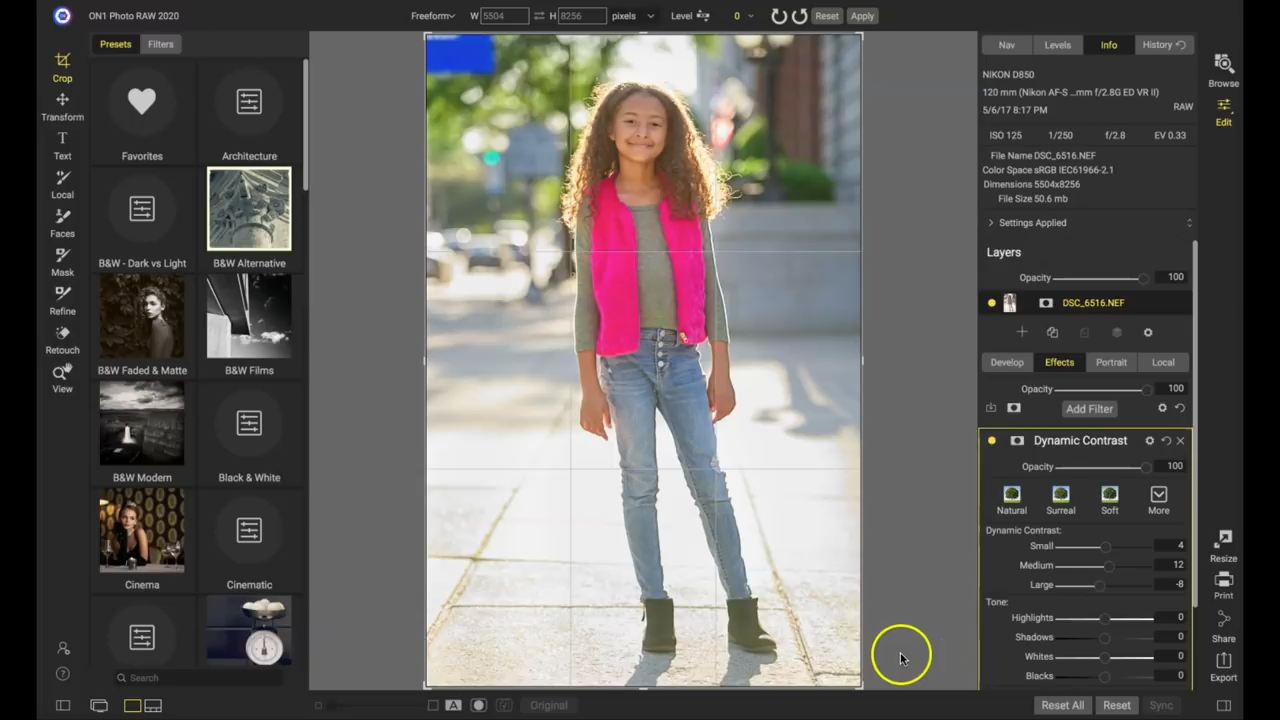 ON1 Photo RAW 2020
Freeform W 5504 H 8256 pixels Level 0 Reset Apply
Presets Filters
Crop
Transform
Text
Local
Faces
Mask
Refine
Retouch
View
Favorites Architecture
B&W - Dark vs Light B&W Alternative
B&W Faded & Matte B&W Films
B&W Modern Black & White
Cinema Cinematic
Search
A Original
Nav Levels Info History
NIKON D850
120 mm (Nikon AF-S ...mm f/2.8G ED VR II)
5/6/17 8:17 PM RAW
ISO 125 1/250 f/2.8 EV 0.33
File Name DSC_6516.NEF
Color Space sRGB IEC61966-2.1
Dimensions 5504x8256
File Size 50.6 mb
Settings Applied
Layers
Opacity 100
DSC_6516.NEF
Develop Effects Portrait Local
Opacity 100
Add Filter
Dynamic Contrast
Opacity 100
Natural Surreal Soft More
Dynamic Contrast:
Small 4
Medium 12
Large -8
Tone:
Highlights 0
Shadows 0
Whites 0
Blacks 0
Reset All Reset Sync
Browse
Edit
Resize
Print
Share
Export